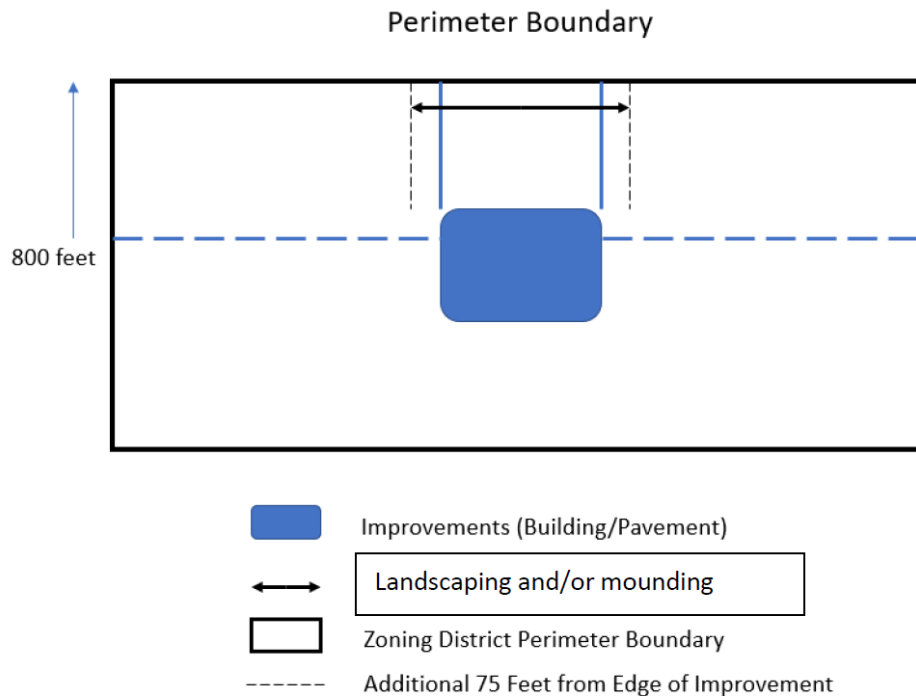 Perimeter Boundary
800 feet
Improvements (Building/Pavement)
Landscaping and/or mounding
Zoning District Perimeter Boundary
Additional 75 Feet from Edge of Improvement